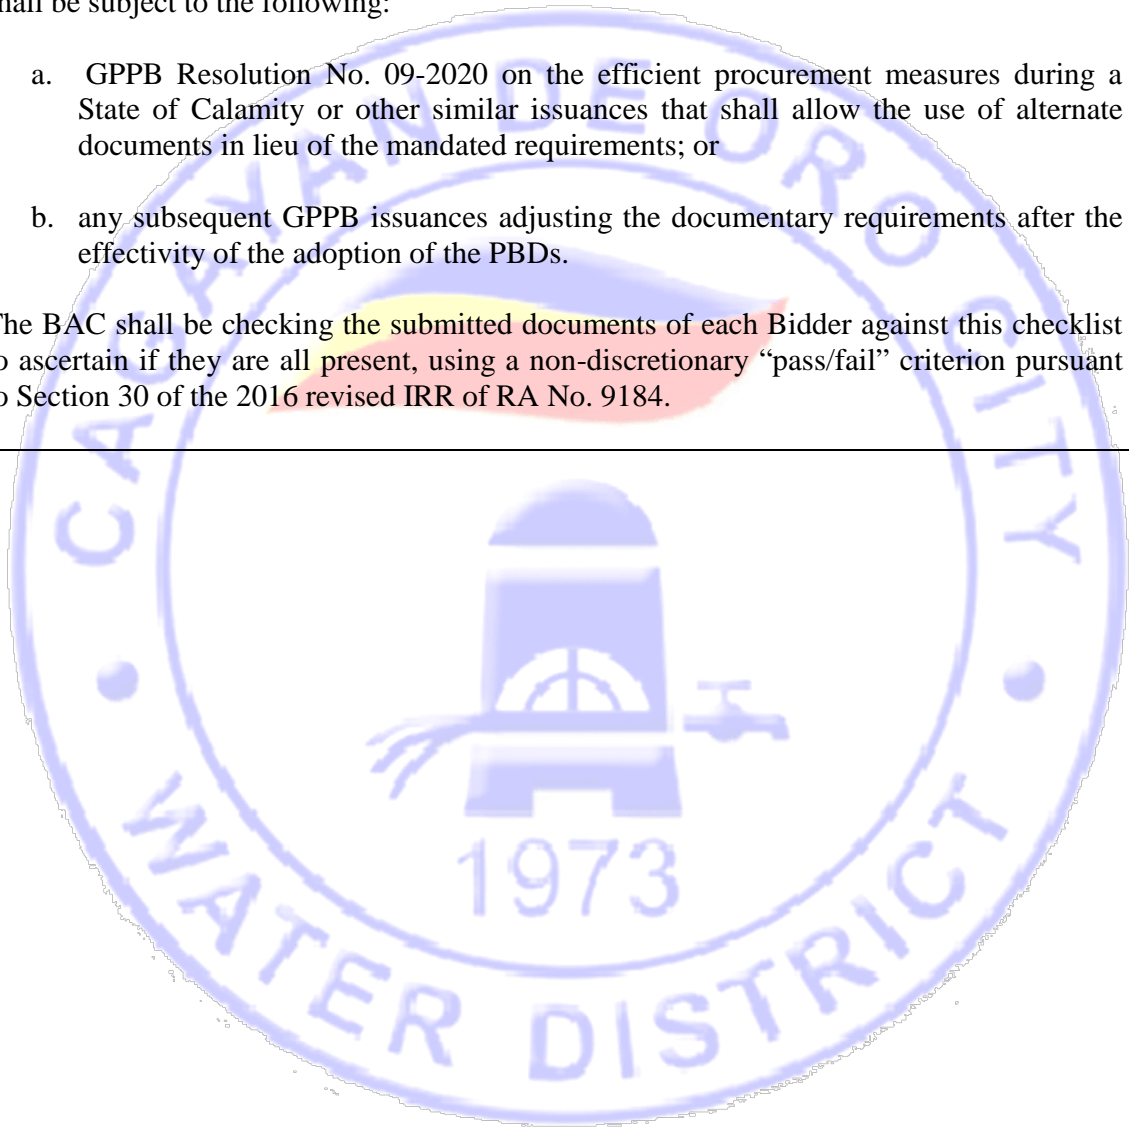 hall be subject to the following:
a. GPPB Resolution No. 09-2020 on the efficient procurement measures during a
State of Calamity or other similar issuances that shall allow the use of alternate
documents in lieu of the mandated requirements; or
b. any subsequent GPPB issuances adjusting the documentary requirements after the
effectivity of the adoption of the PBDs.
The BAC shall be checking the submitted documents of each Bidder against this checklist
o ascertain if they are all present, using a non-discretionary “pass/fail” criterion pursuant
o Section 30 of the 2016 revised IRR of RA No. 9184.
CAGAYAN DE ORO CITY
1973
WATER DISTRICT